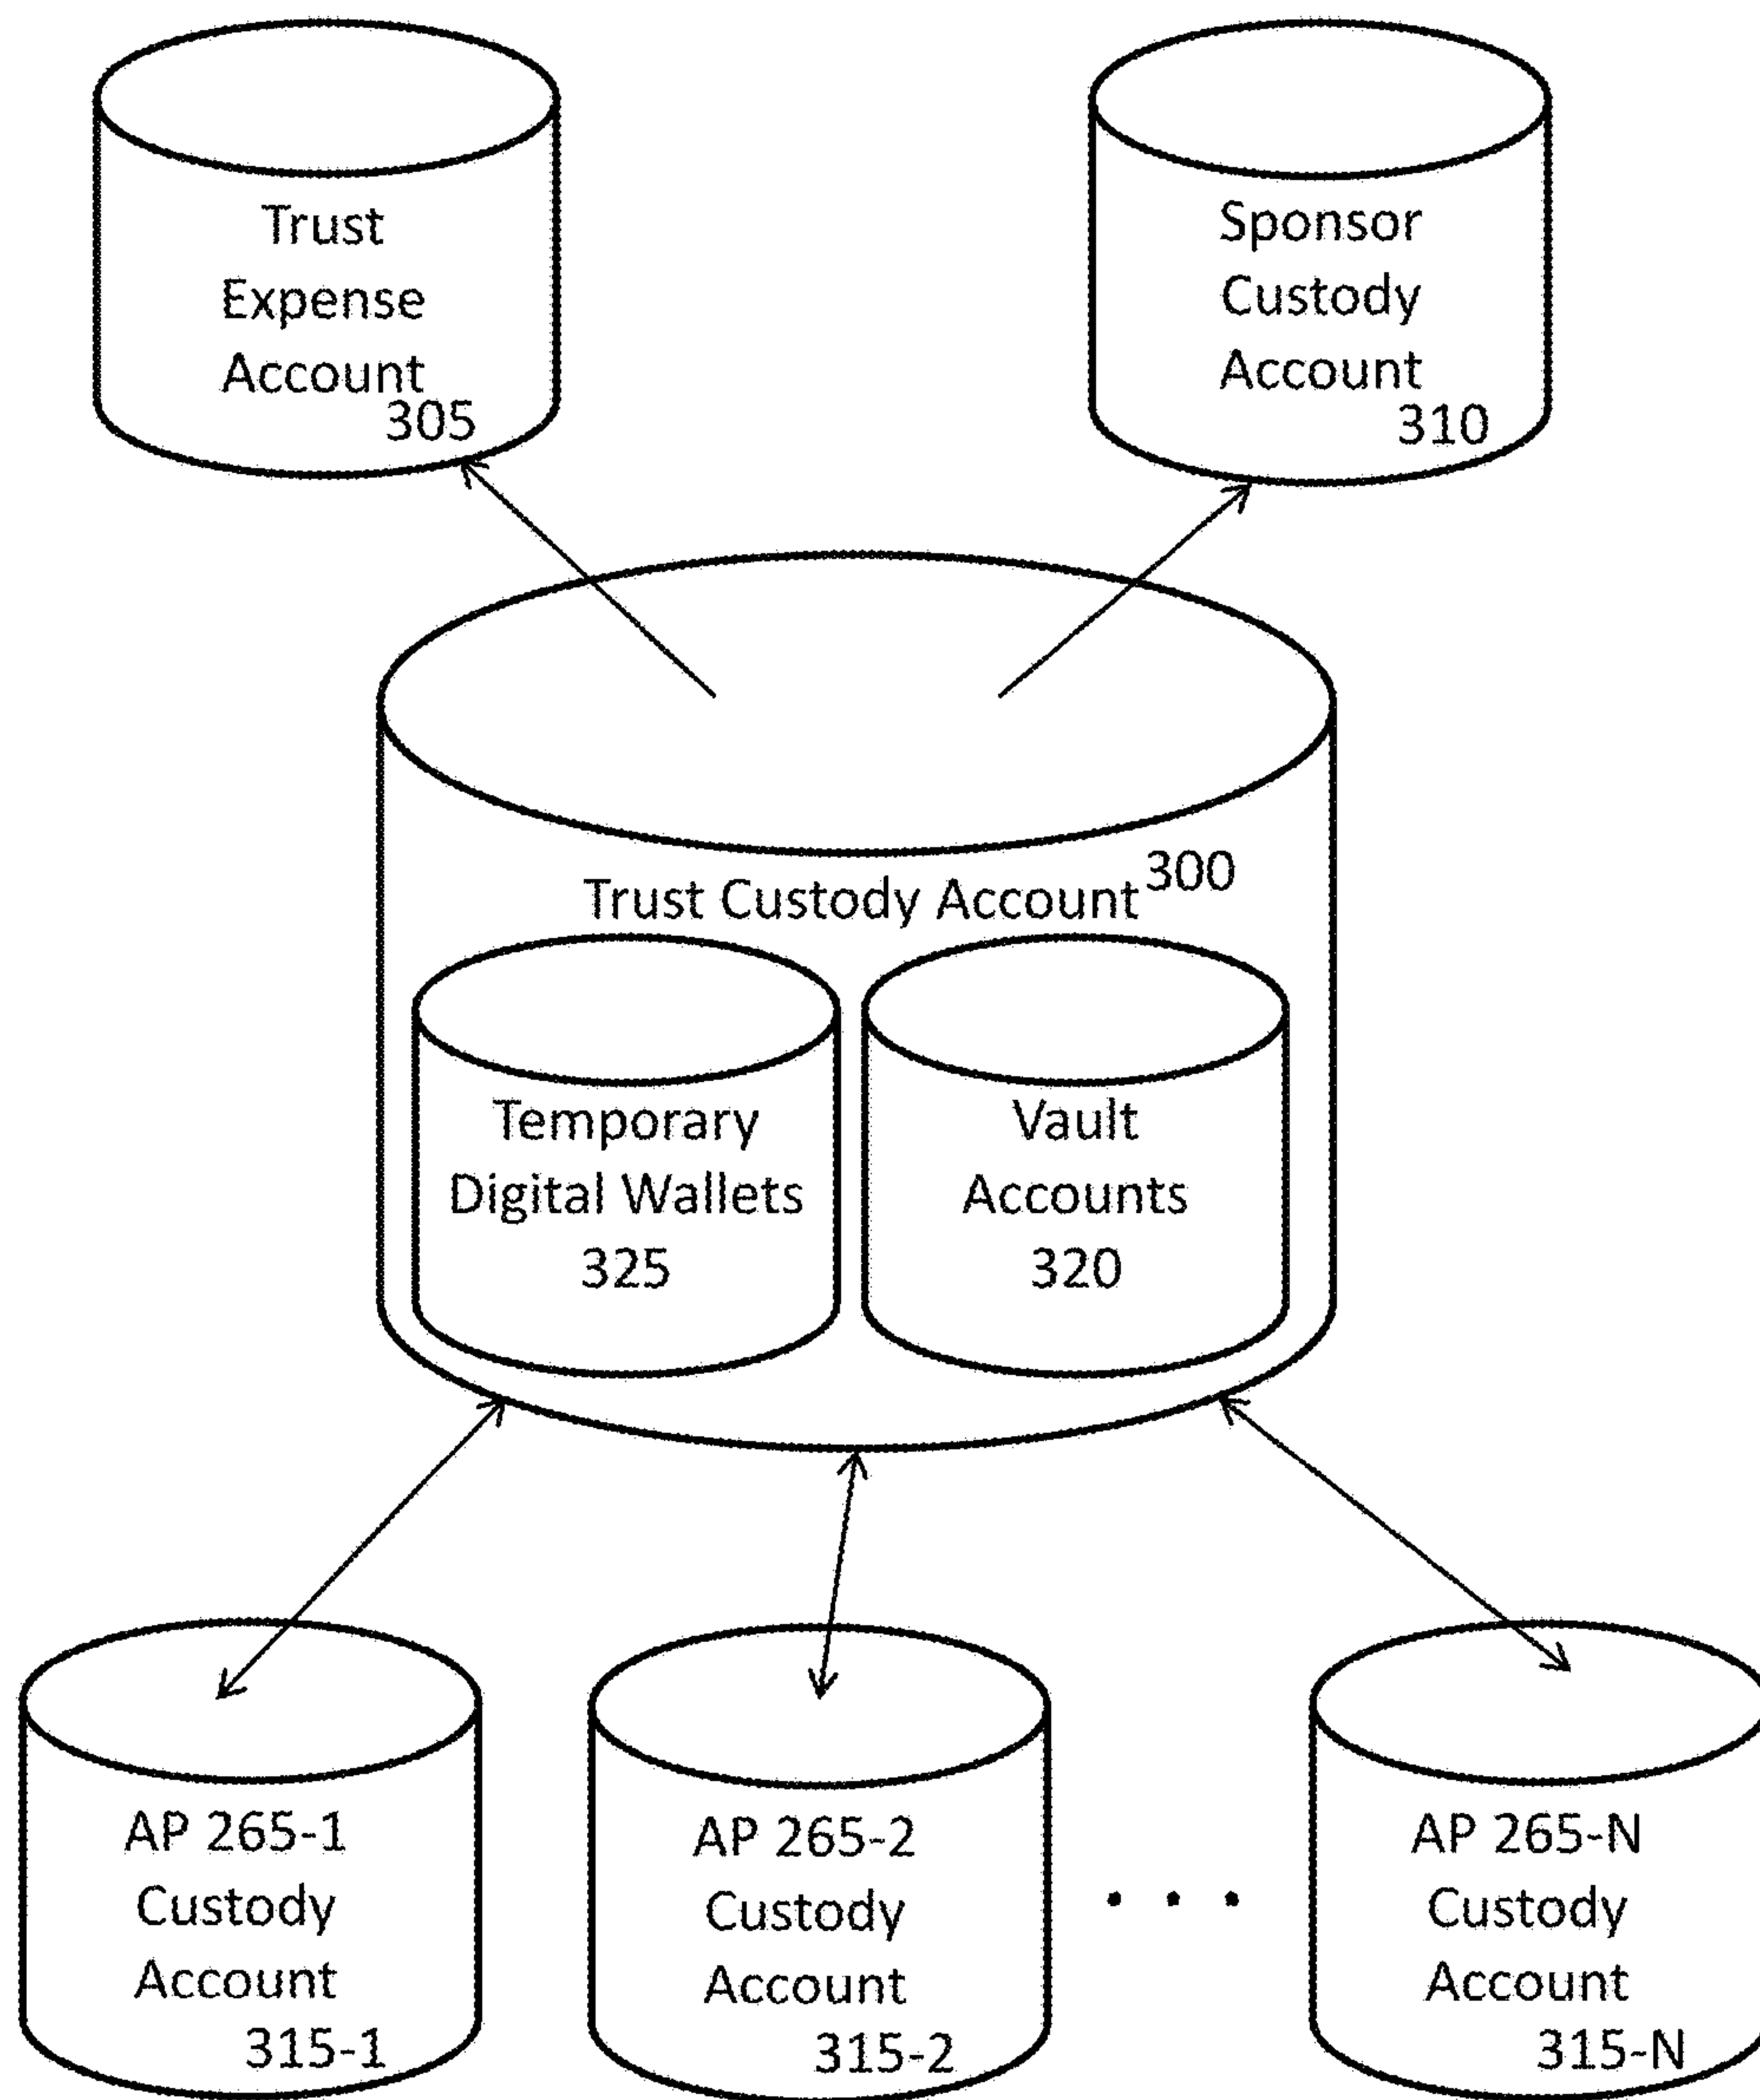 Trust
Expense
Account
305
Sponsor
Custody
Account
310
Trust Custody Account 300
Temporary
Digital Wallets
325
Vault
Accounts
320
AP 265-1
Custody
Account
315-1
AP 265-2
Custody
Account
315-2
. . .
AP 265-N
Custody
Account
315-N